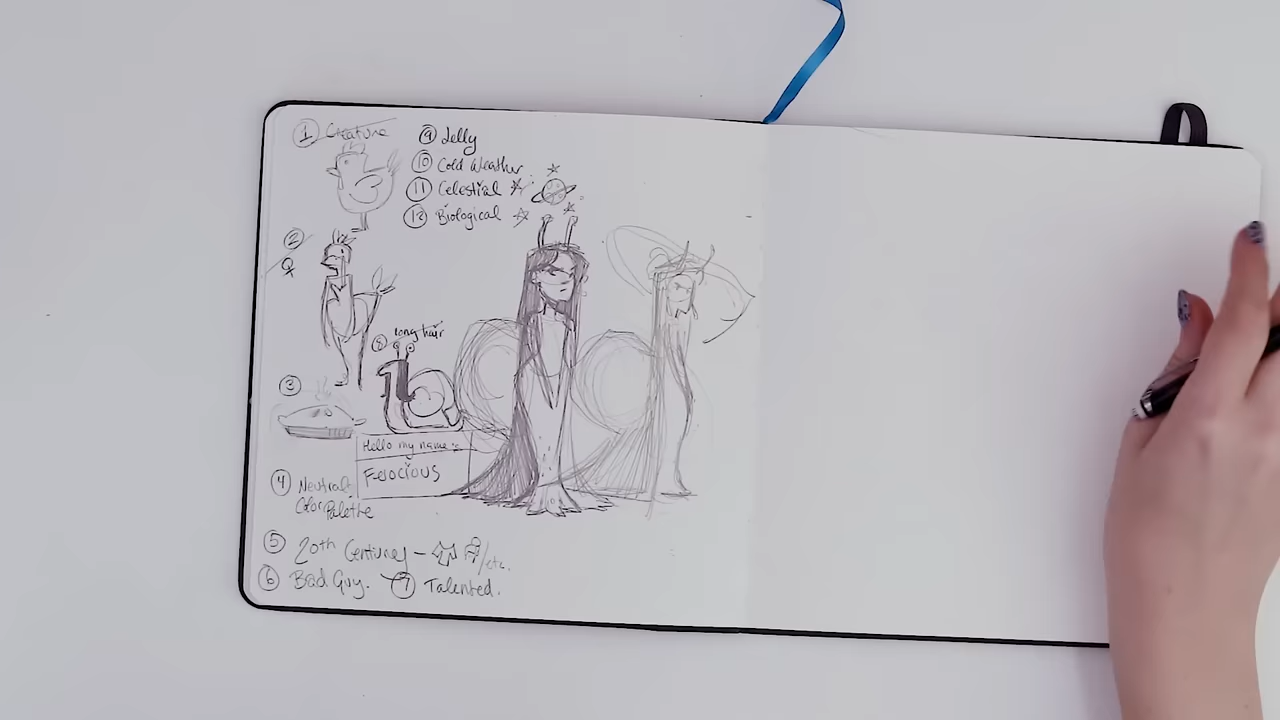 ① Creature
②
③
④ Neutral
Color Palette
⑤ 20th Century - /etc.
⑥ Bad Guy. ⑦ Talented.
⑧ long hair
Hello my name is
Ferocious
⑨ Jelly
⑩ Cold Weather
⑪ Celestial
⑫ Biological